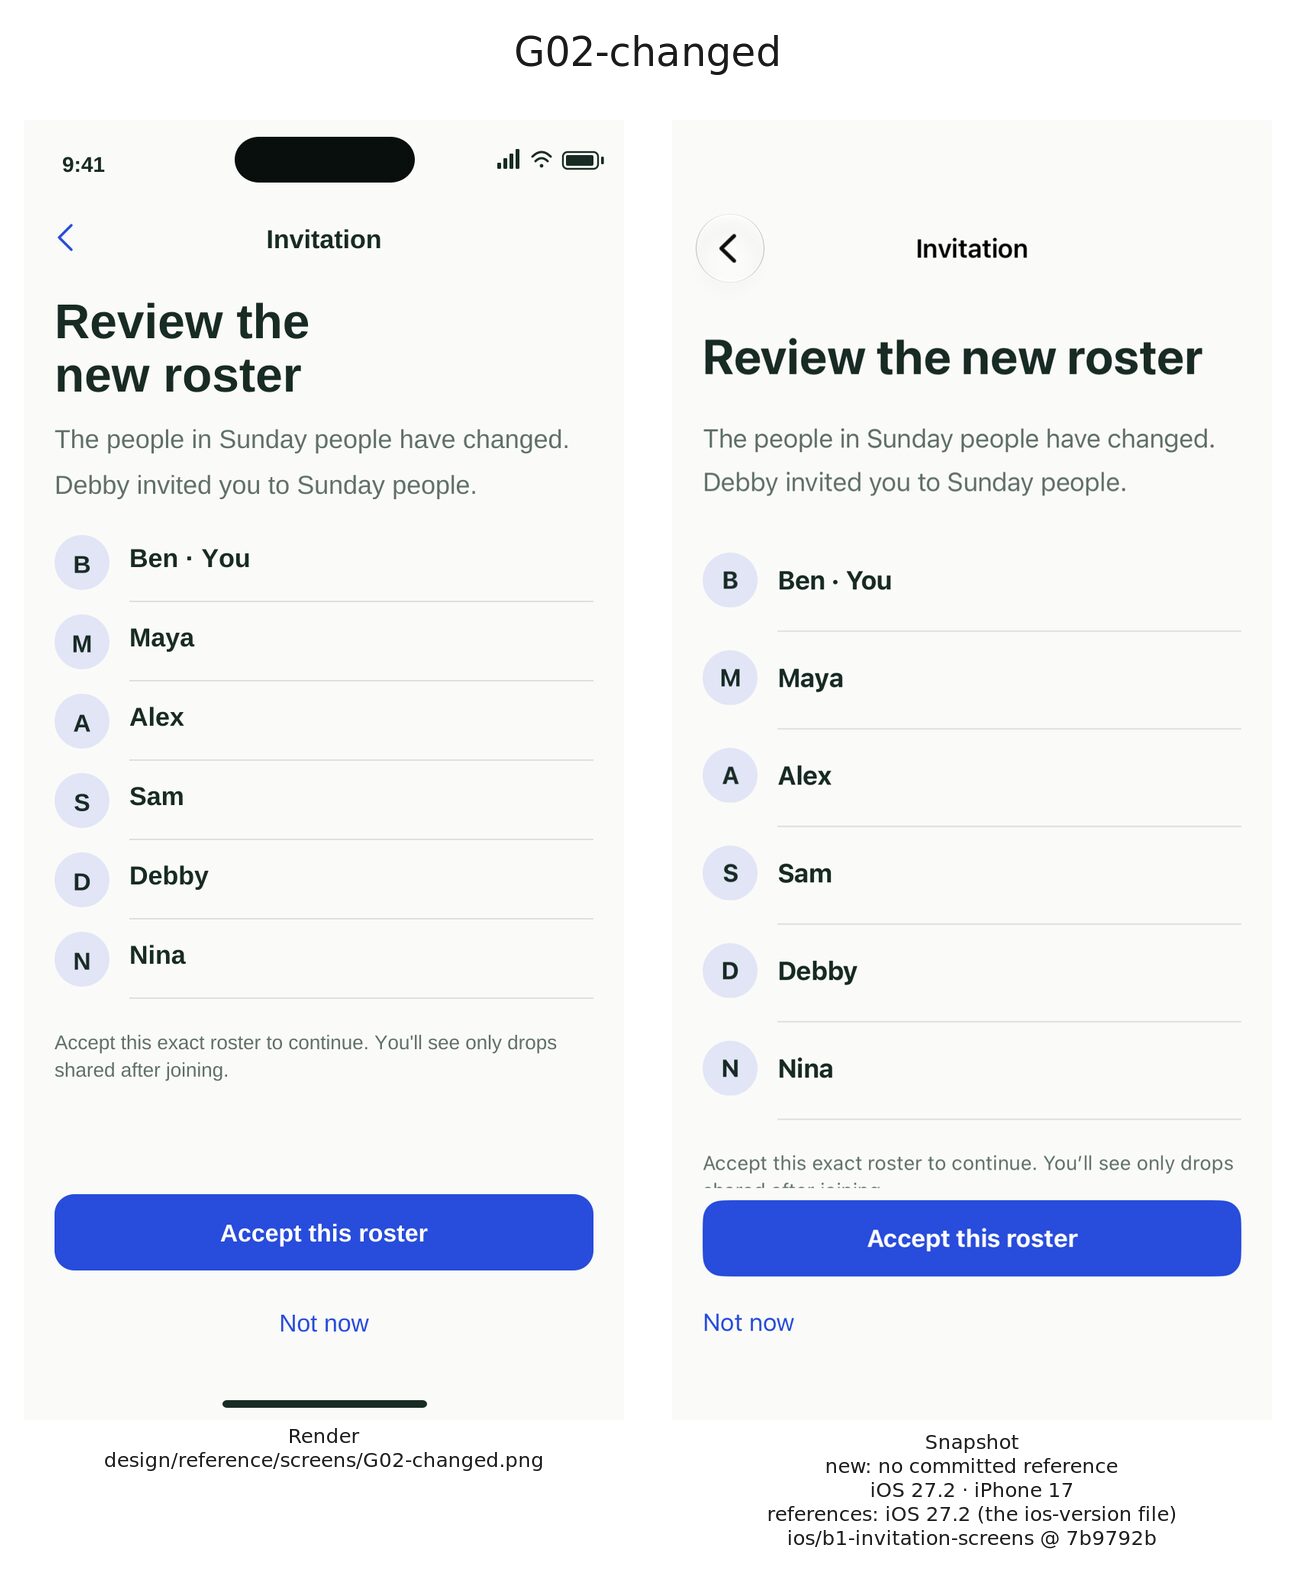 G02-changed
9:41
Invitation
Review the
new roster
The people in Sunday people have changed.
Debby invited you to Sunday people.
B
Ben · You
M
Maya
A
Alex
S
Sam
D
Debby
N
Nina
Accept this exact roster to continue. You'll see only drops
shared after joining.
Accept this roster
Not now
Render
design/reference/screens/G02-changed.png
Invitation
Review the new roster
The people in Sunday people have changed.
Debby invited you to Sunday people.
B
Ben · You
M
Maya
A
Alex
S
Sam
D
Debby
N
Nina
Accept this exact roster to continue. You’ll see only drops
shared after joining.
Accept this roster
Not now
Snapshot
new: no committed reference
iOS 27.2 · iPhone 17
references: iOS 27.2 (the ios-version file)
ios/b1-invitation-screens @ 7b9792b